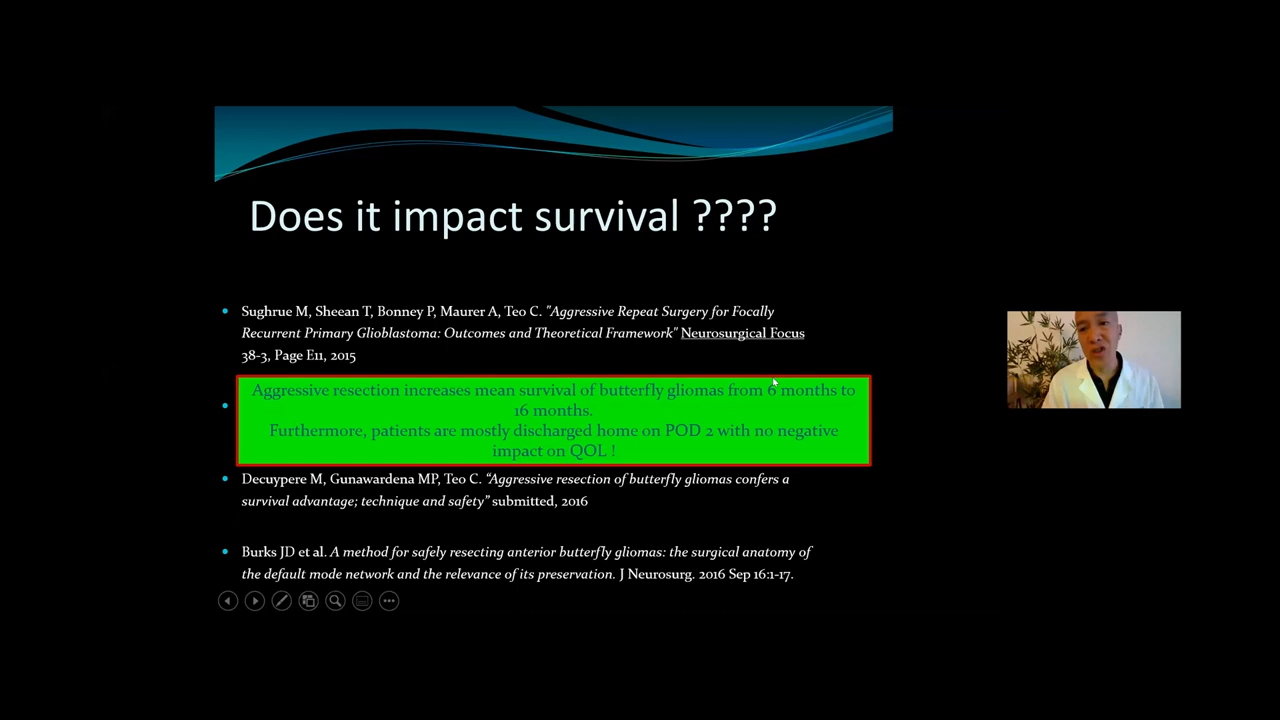 Does it impact survival ????
Sughrue M, Sheean T, Bonney P, Maurer A, Teo C. "Aggressive Repeat Surgery for Focally
Recurrent Primary Glioblastoma: Outcomes and Theoretical Framework" Neurosurgical Focus
38-3, Page E11, 2015
Aggressive resection increases mean survival of butterfly gliomas from 6 months to
16 months.
Furthermore, patients are mostly discharged home on POD 2 with no negative
impact on QOL !
Decuypere M, Gunawardena MP, Teo C. “Aggressive resection of butterfly gliomas confers a
survival advantage; technique and safety” submitted, 2016
Burks JD et al. A method for safely resecting anterior butterfly gliomas: the surgical anatomy of
the default mode network and the relevance of its preservation. J Neurosurg. 2016 Sep 16:1-17.